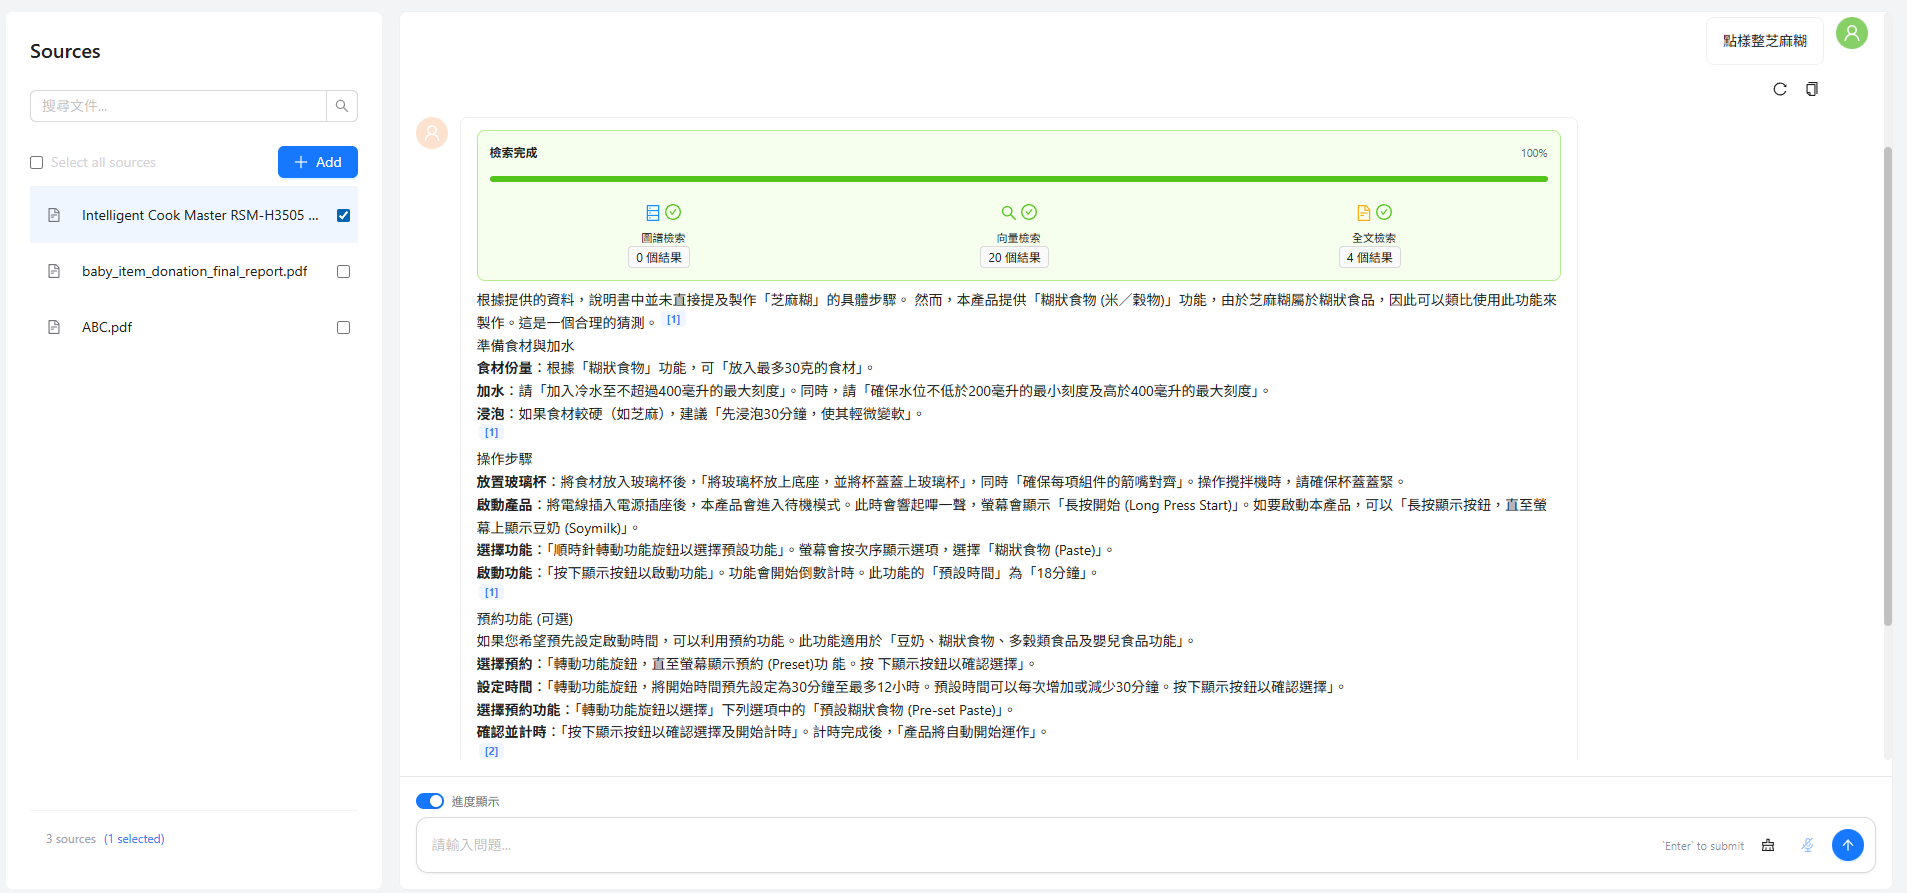 Sources
搜尋文件...
Select all sources
Add
Intelligent Cook Master RSM-H3505 ...
baby_item_donation_final_report.pdf
ABC.pdf
3 sources (1 selected)
點樣整芝麻糊
檢索完成
100%
圖譜檢索
0 個結果
向量檢索
20 個結果
全文檢索
4 個結果
根據提供的資料，說明書中並未直接提及製作「芝麻糊」的具體步驟。 然而，本產品提供「糊狀食物 (米／穀物)」功能，由於芝麻糊屬於糊狀食品，因此可以類比使用此功能來
製作。這是一個合理的猜測。 [1]
準備食材與加水
食材份量：根據「糊狀食物」功能，可「放入最多30克的食材」。
加水：請「加入冷水至不超過400毫升的最大刻度」。同時，請「確保水位不低於200毫升的最小刻度及高於400毫升的最大刻度」。
浸泡：如果食材較硬（如芝麻），建議「先浸泡30分鐘，使其輕微變軟」。
[1]
操作步驟
放置玻璃杯：將食材放入玻璃杯後，「將玻璃杯放上底座，並將杯蓋蓋上玻璃杯」，同時「確保每項組件的箭嘴對齊」。操作攪拌機時，請確保杯蓋蓋緊。
啟動產品：將電線插入電源插座後，本產品會進入待機模式。此時會響起嗶一聲，螢幕會顯示「長按開始 (Long Press Start)」。如要啟動本產品，可以「長按顯示按鈕，直至螢
幕上顯示豆奶 (Soymilk)」。
選擇功能：「順時針轉動功能旋鈕以選擇預設功能」。螢幕會按次序顯示選項，選擇「糊狀食物 (Paste)」。
啟動功能：「按下顯示按鈕以啟動功能」。功能會開始倒數計時。此功能的「預設時間」為「18分鐘」。
[1]
預約功能 (可選)
如果您希望預先設定啟動時間，可以利用預約功能。此功能適用於「豆奶、糊狀食物、多穀類食品及嬰兒食品功能」。
選擇預約：「轉動功能旋鈕，直至螢幕顯示預約 (Preset)功 能。按 下顯示按鈕以確認選擇」。
設定時間：「轉動功能旋鈕，將開始時間預先設定為30分鐘至最多12小時。預設時間可以每次增加或減少30分鐘。按下顯示按鈕以確認選擇」。
選擇預約功能：「轉動功能旋鈕以選擇」下列選項中的「預設糊狀食物 (Pre-set Paste)」。
確認並計時：「按下顯示按鈕以確認選擇及開始計時」。計時完成後，「產品將自動開始運作」。
[2]
進度顯示
請輸入問題...
`Enter` to submit